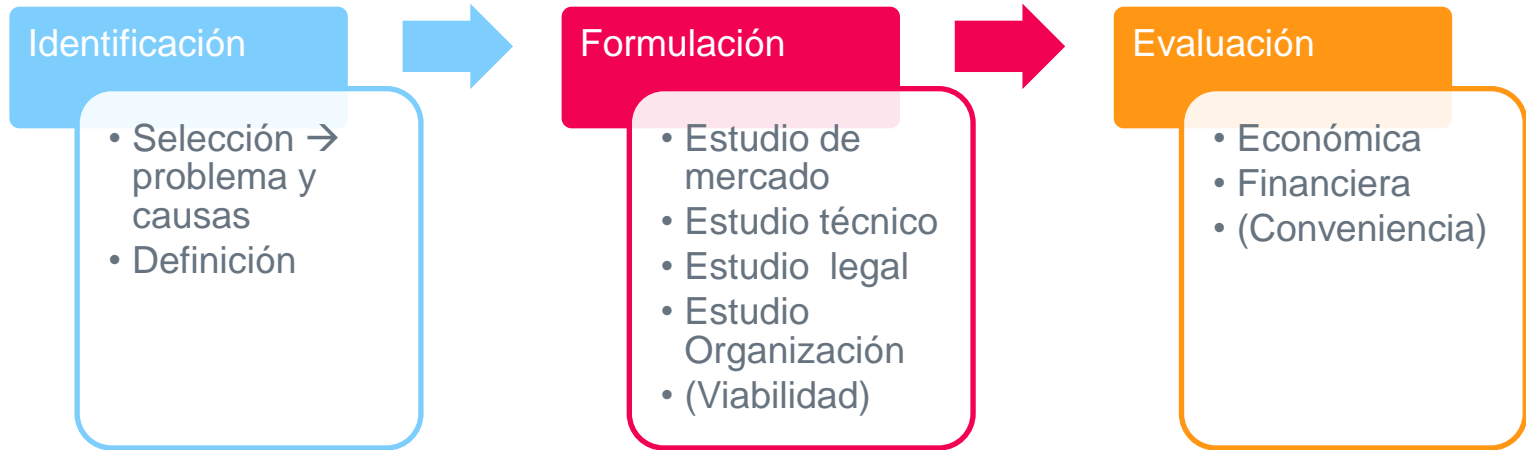 Identificación
• Selección →
problema y
causas
• Definición
Formulación
• Estudio de
mercado
• Estudio técnico
• Estudio  legal
• Estudio
Organización
• (Viabilidad)
Evaluación
• Económica
• Financiera
• (Conveniencia)